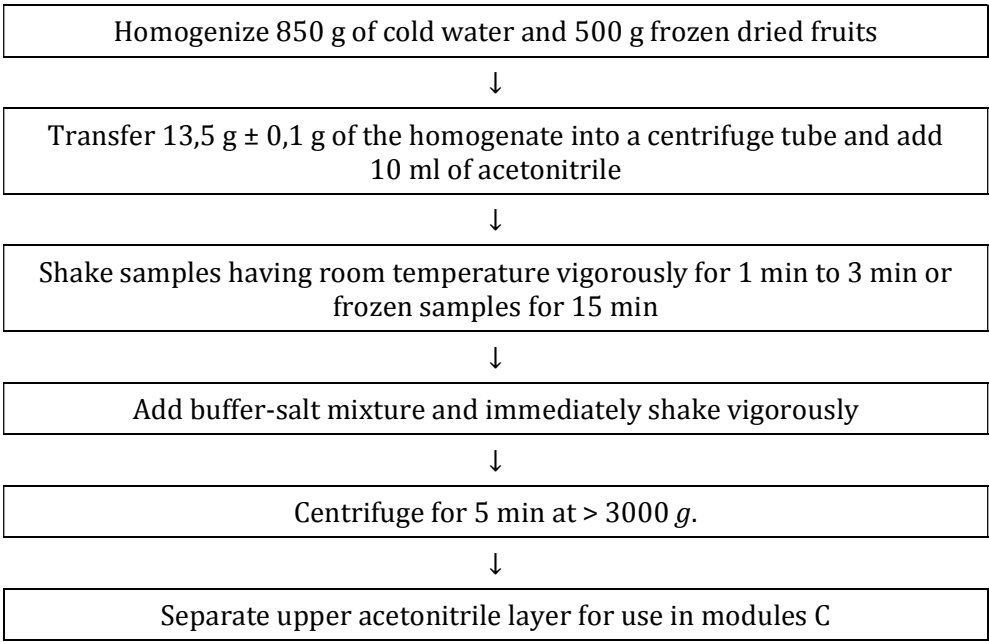 Homogenize 850 g of cold water and 500 g frozen dried fruits
↓
Transfer 13,5 g ± 0,1 g of the homogenate into a centrifuge tube and add
10 ml of acetonitrile
↓
Shake samples having room temperature vigorously for 1 min to 3 min or
frozen samples for 15 min
↓
Add buffer-salt mixture and immediately shake vigorously
↓
Centrifuge for 5 min at > 3000 g.
↓
Separate upper acetonitrile layer for use in modules C